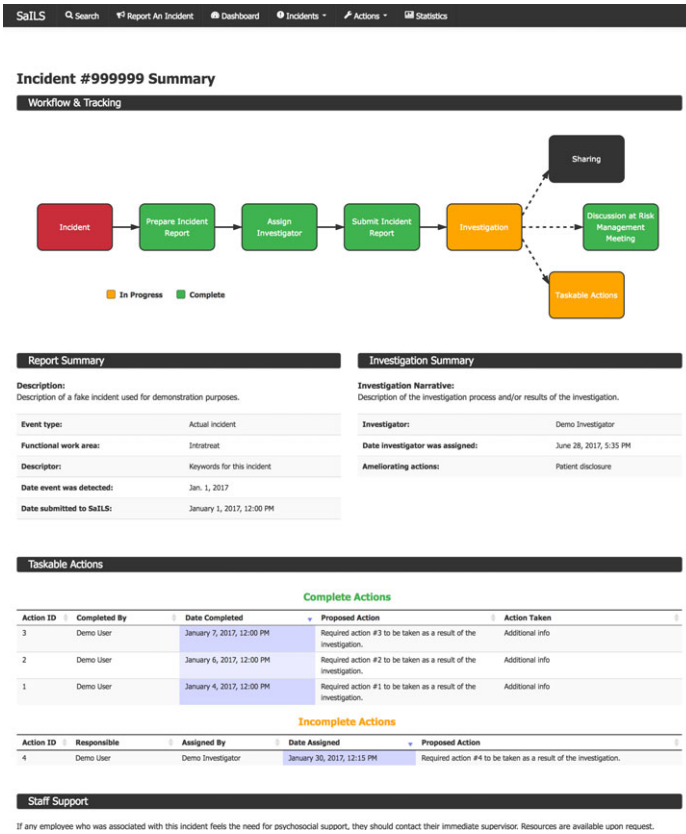 SaILS Search Report An Incident Dashboard Incidents Actions Statistics
Incident #999999 Summary
Workflow & Tracking
Sharing
Incident
Prepare Incident
Report
Assign
Investigator
Submit Incident
Report
Investigation
Discussion at Risk
Management
Meeting
Taskable Actions
In Progress Complete
Report Summary
Description:
Description of a fake incident used for demonstration purposes.
Event type: Actual incident
Functional work area: Intratreat
Descriptor: Keywords for this incident
Date event was detected: Jan. 1, 2017
Date submitted to SaILS: January 1, 2017, 12:00 PM
Investigation Summary
Investigation Narrative:
Description of the investigation process and/or results of the investigation.
Investigator: Demo Investigator
Date investigator was assigned: June 28, 2017, 5:35 PM
Ameliorating actions: Patient disclosure
Taskable Actions
Complete Actions
Action ID Completed By Date Completed Proposed Action Action Taken
3 Demo User January 7, 2017, 12:00 PM Required action #3 to be taken as a result of the Additional info
investigation.
2 Demo User January 6, 2017, 12:00 PM Required action #2 to be taken as a result of the Additional info
investigation.
1 Demo User January 4, 2017, 12:00 PM Required action #1 to be taken as a result of the Additional info
investigation.
Incomplete Actions
Action ID Responsible Assigned By Date Assigned Proposed Action
4 Demo User Demo Investigator January 30, 2017, 12:15 PM Required action #4 to be taken as a result of the investigation.
Staff Support
If any employee who was associated with this incident feels the need for psychosocial support, they should contact their immediate supervisor. Resources are available upon request.